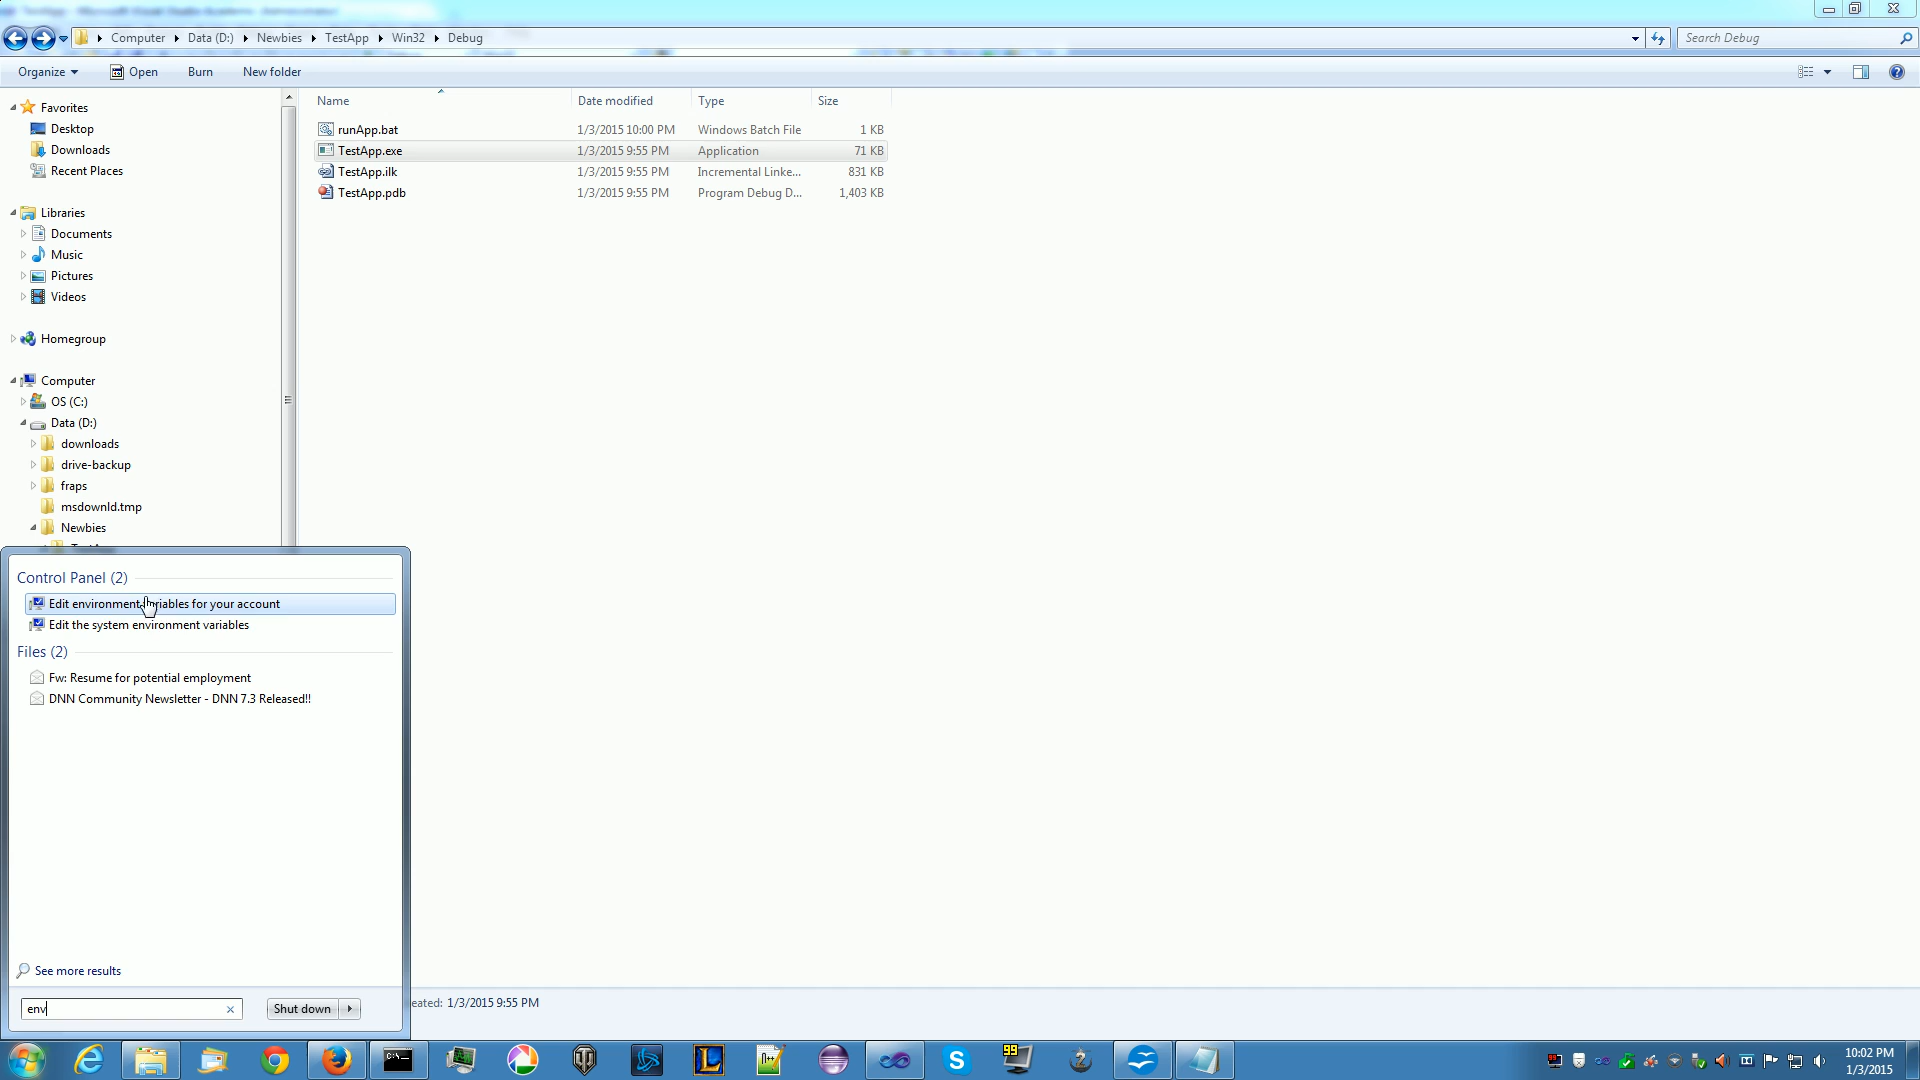 Computer Data (D:) Newbies TestApp Win32 Debug
Search Debug
Organize Open Burn New folder
Name Date modified Type Size
runApp.bat 1/3/2015 10:00 PM Windows Batch File 1 KB
TestApp.exe 1/3/2015 9:55 PM Application 71 KB
TestApp.ilk 1/3/2015 9:55 PM Incremental Linke... 831 KB
TestApp.pdb 1/3/2015 9:55 PM Program Debug D... 1,403 KB
Favorites
Desktop
Downloads
Recent Places
Libraries
Documents
Music
Pictures
Videos
Homegroup
Computer
OS (C:)
Data (D:)
downloads
drive-backup
fraps
msdownld.tmp
Newbies
Control Panel (2)
Edit environment variables for your account
Edit the system environment variables
Files (2)
Fw: Resume for potential employment
DNN Community Newsletter - DNN 7.3 Released!!
See more results
env
Shut down
eated: 1/3/2015 9:55 PM
C:\
99
10:02 PM
1/3/2015